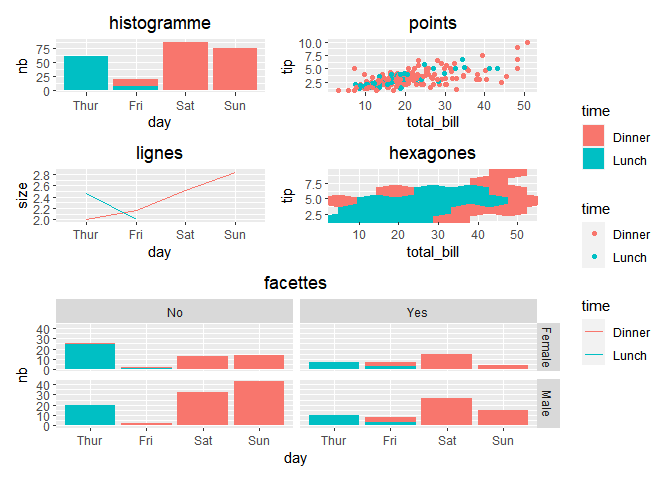 histogramme
nb
75
50
25
0
Thur Fri Sat Sun
day
points
tip
10.0
7.5
5.0
2.5
10 20 30 40 50
total_bill
lignes
size
2.8
2.6
2.4
2.2
2.0
Thur Fri Sat Sun
day
hexagones
tip
7.5
5.0
2.5
10 20 30 40 50
total_bill
time
Dinner
Lunch
time
Dinner
Lunch
time
Dinner
Lunch
facettes
No Yes
nb
40
30
20
10
0
Female
40
30
20
10
0
Male
Thur Fri Sat Sun Thur Fri Sat Sun
day